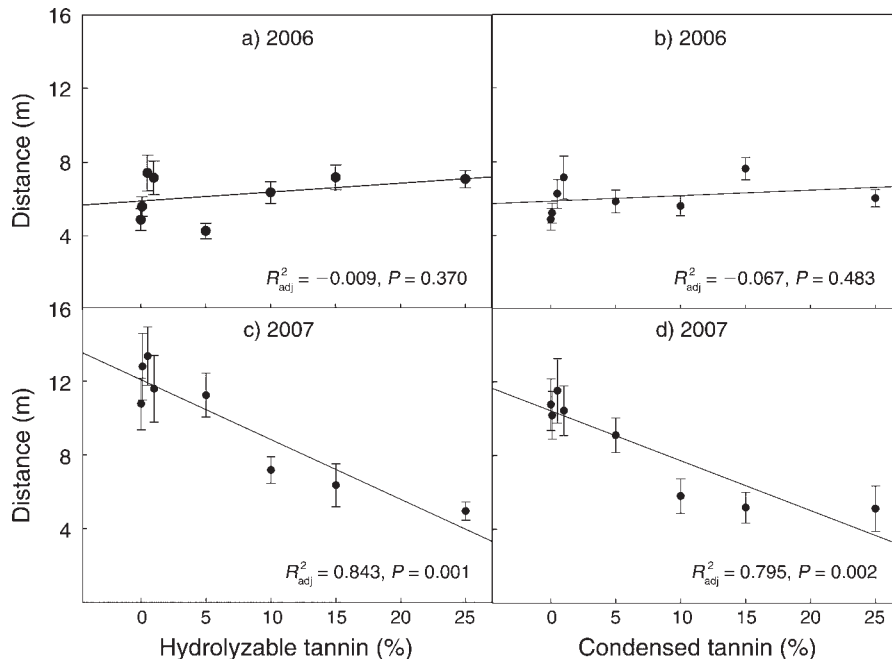 a) 2006
b) 2006
16
12
8
4
Distance (m)
R²adj = −0.009, P = 0.370
R²adj = −0.067, P = 0.483
c) 2007
d) 2007
16
12
8
4
Distance (m)
R²adj = 0.843, P = 0.001
R²adj = 0.795, P = 0.002
0 5 10 15 20 25
0 5 10 15 20 25
Hydrolyzable tannin (%)
Condensed tannin (%)